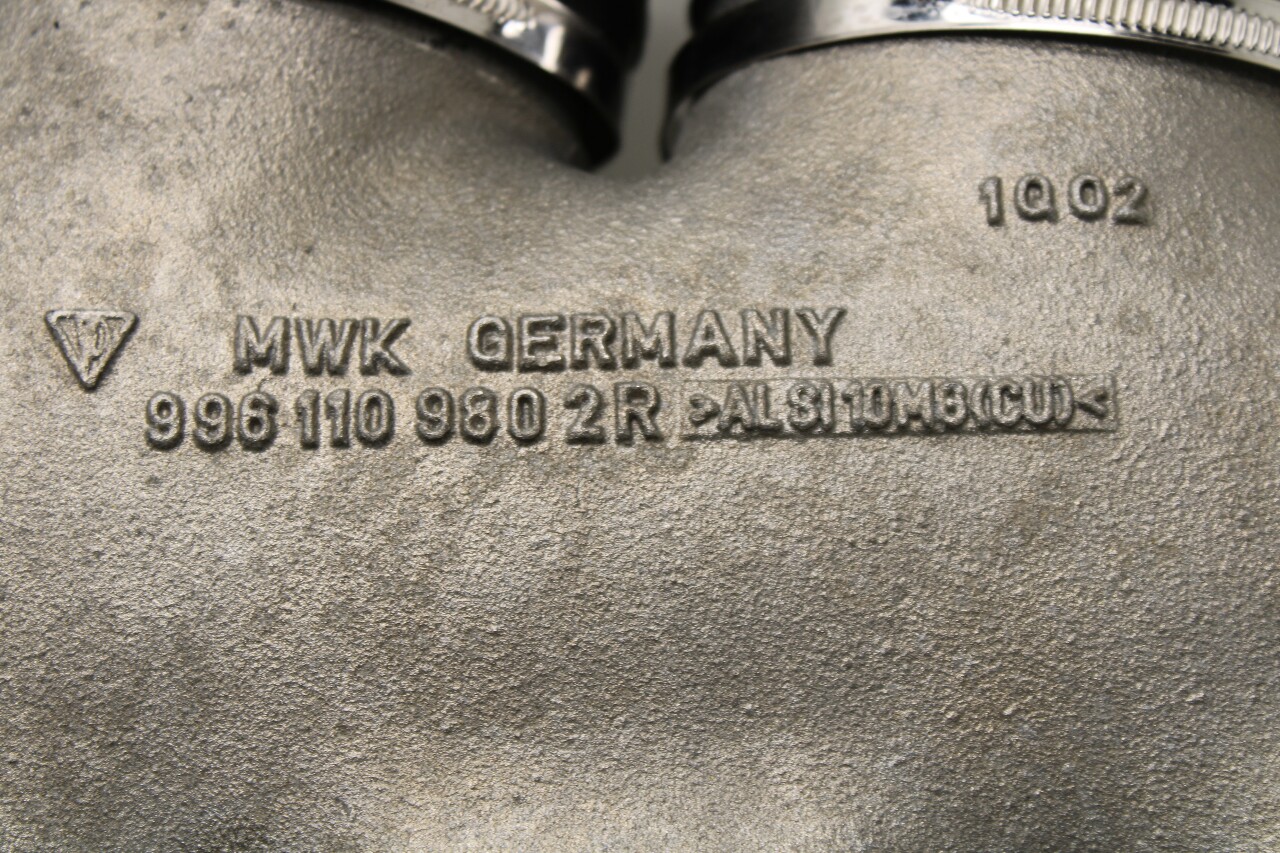 1Q02
MWK GERMANY
996 110 980 2R >ALSI10MG(CU)<